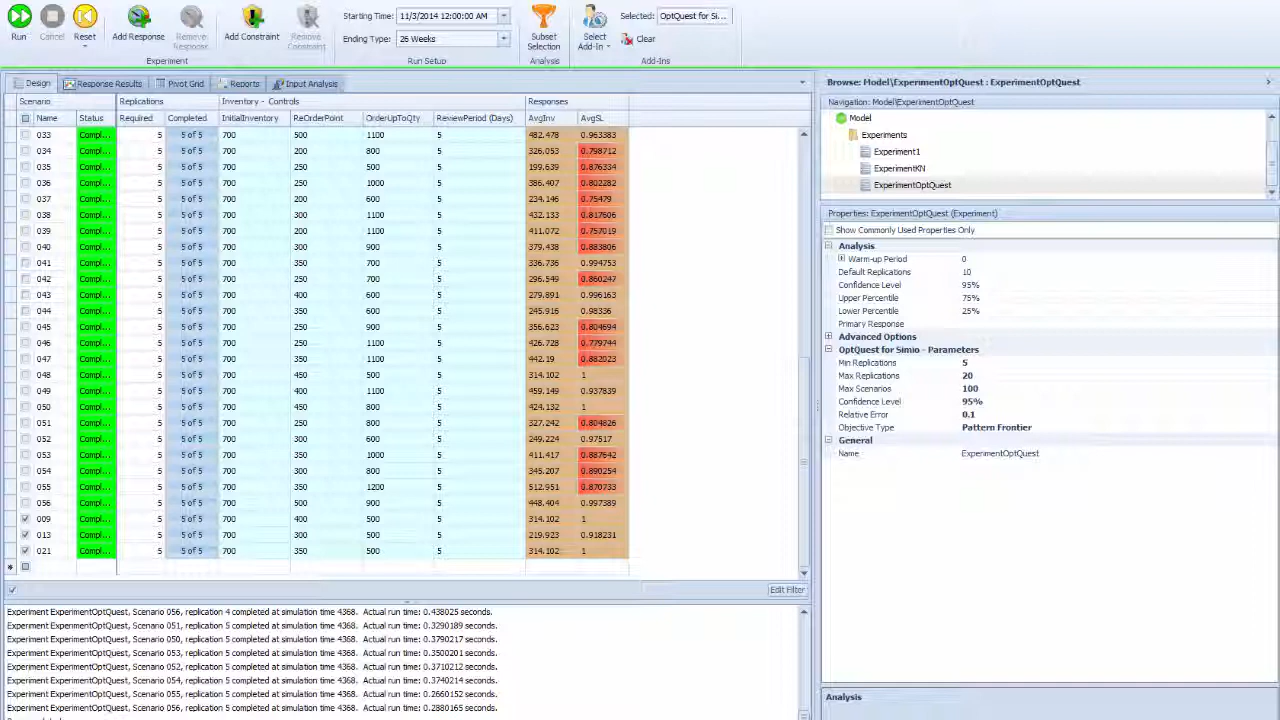 Run
Cancel
Reset
Add Response
Remove Response
Add Constraint
Remove Constraint
Experiment
Starting Time: 11/3/2014 12:00:00 AM
Ending Type: 26 Weeks
Run Setup
Subset Selection
Analysis
Select Add-In
Selected: OptQuest for Si...
Clear
Add-Ins
Design Response Results Pivot Grid Reports Input Analysis
Scenario Replications Inventory - Controls Responses
Name Status Required Completed InitialInventory ReOrderPoint OrderUpToQty ReviewPeriod (Days) AvgInv AvgSL
033 Compl... 5 5 of 5 700 500 1100 5 482.478 0.963383
034 Compl... 5 5 of 5 700 200 800 5 326.053 0.798712
035 Compl... 5 5 of 5 700 250 500 5 199.639 0.876334
036 Compl... 5 5 of 5 700 250 1000 5 386.407 0.802282
037 Compl... 5 5 of 5 700 200 600 5 234.146 0.75479
038 Compl... 5 5 of 5 700 300 1100 5 432.133 0.817606
039 Compl... 5 5 of 5 700 200 1100 5 411.072 0.757019
040 Compl... 5 5 of 5 700 300 900 5 379.438 0.883806
041 Compl... 5 5 of 5 700 400 800 5 336.736 0.994753
042 Compl... 5 5 of 5 700 250 700 5 296.549 0.860247
043 Compl... 5 5 of 5 700 400 600 5 279.891 0.996163
044 Compl... 5 5 of 5 700 350 600 5 245.916 0.98336
045 Compl... 5 5 of 5 700 250 900 5 356.623 0.804694
046 Compl... 5 5 of 5 700 250 1100 5 426.728 0.779744
047 Compl... 5 5 of 5 700 350 1100 5 442.19 0.882023
048 Compl... 5 5 of 5 700 450 500 5 314.102 1
049 Compl... 5 5 of 5 700 400 1100 5 459.149 0.937839
050 Compl... 5 5 of 5 700 450 800 5 424.132 1
051 Compl... 5 5 of 5 700 250 800 5 327.242 0.804826
052 Compl... 5 5 of 5 700 300 600 5 249.224 0.97517
053 Compl... 5 5 of 5 700 350 1000 5 411.417 0.887642
054 Compl... 5 5 of 5 700 300 800 5 345.207 0.890254
055 Compl... 5 5 of 5 700 350 1200 5 512.951 0.870733
056 Compl... 5 5 of 5 700 500 900 5 448.404 0.997389
009 Compl... 5 5 of 5 700 400 500 5 314.102 1
013 Compl... 5 5 of 5 700 300 500 5 219.923 0.918231
021 Compl... 5 5 of 5 700 350 500 5 314.102 1
Edit Filter
Experiment ExperimentOptQuest, Scenario 056, replication 4 completed at simulation time 4368. Actual run time: 0.438025 seconds.
Experiment ExperimentOptQuest, Scenario 051, replication 5 completed at simulation time 4368. Actual run time: 0.3290189 seconds.
Experiment ExperimentOptQuest, Scenario 050, replication 5 completed at simulation time 4368. Actual run time: 0.3790217 seconds.
Experiment ExperimentOptQuest, Scenario 053, replication 5 completed at simulation time 4368. Actual run time: 0.3500201 seconds.
Experiment ExperimentOptQuest, Scenario 052, replication 5 completed at simulation time 4368. Actual run time: 0.3710212 seconds.
Experiment ExperimentOptQuest, Scenario 054, replication 5 completed at simulation time 4368. Actual run time: 0.3740214 seconds.
Experiment ExperimentOptQuest, Scenario 055, replication 5 completed at simulation time 4368. Actual run time: 0.2660152 seconds.
Experiment ExperimentOptQuest, Scenario 056, replication 5 completed at simulation time 4368. Actual run time: 0.2880165 seconds.
Browse: Model\ExperimentOptQuest : ExperimentOptQuest
Navigation: Model\ExperimentOptQuest
Model
Experiments
Experiment1
ExperimentKN
ExperimentOptQuest
Properties: ExperimentOptQuest (Experiment)
Show Commonly Used Properties Only
Analysis
Warm-up Period 0
Default Replications 10
Confidence Level 95%
Upper Percentile 75%
Lower Percentile 25%
Primary Response
Advanced Options
OptQuest for Simio - Parameters
Min Replications 5
Max Replications 20
Max Scenarios 100
Confidence Level 95%
Relative Error 0.1
Objective Type Pattern Frontier
General
Name ExperimentOptQuest
Analysis